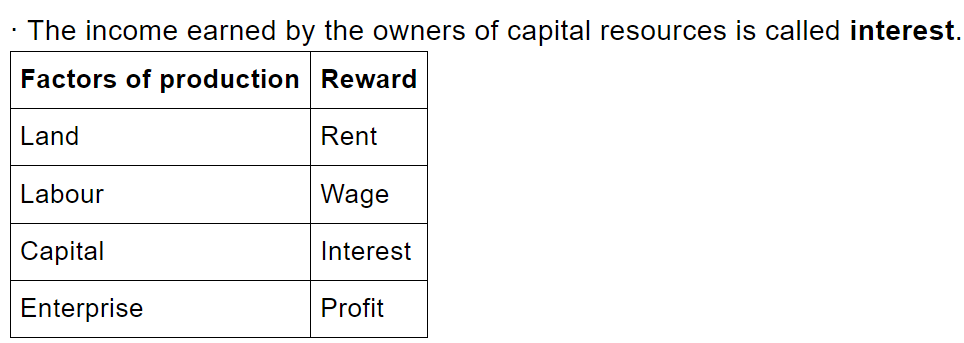 · The income earned by the owners of capital resources is called interest.
Factors of production Reward
Land Rent
Labour Wage
Capital Interest
Enterprise Profit